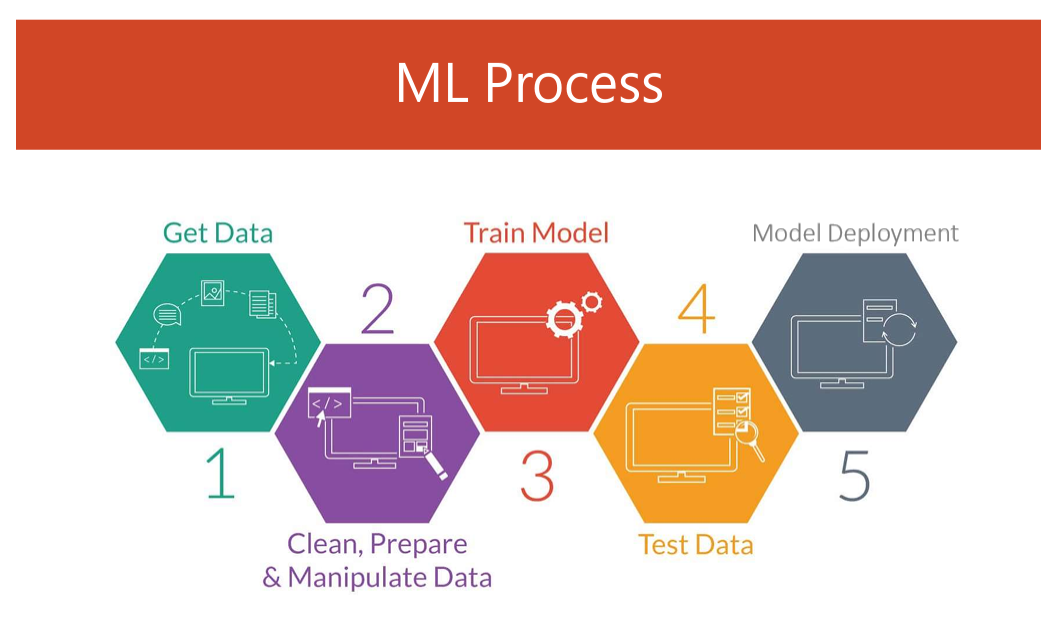 ML Process
Get Data
1
2
Clean, Prepare
& Manipulate Data
Train Model
3
4
Test Data
Model Deployment
5
</>
</>